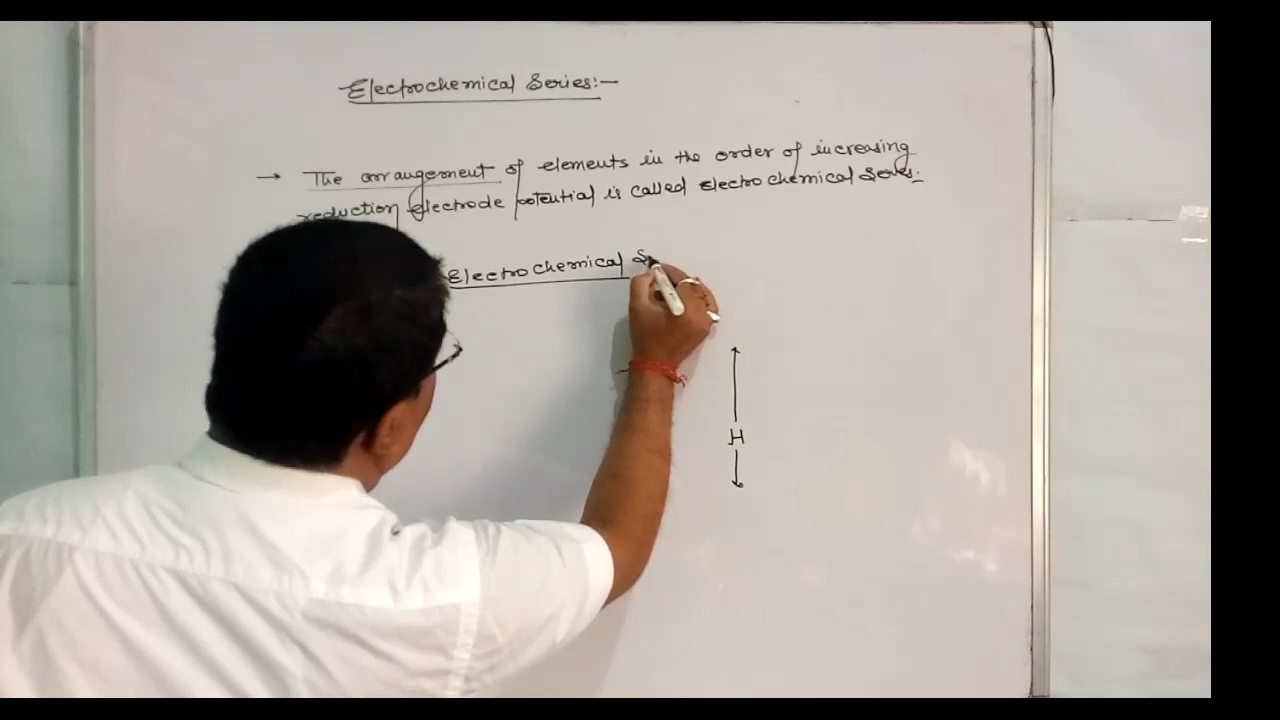 Electrochemical Series:-
→ The arrangement of elements in the order of increasing
reduction electrode potential is called electrochemical series.
Electrochemical S
H